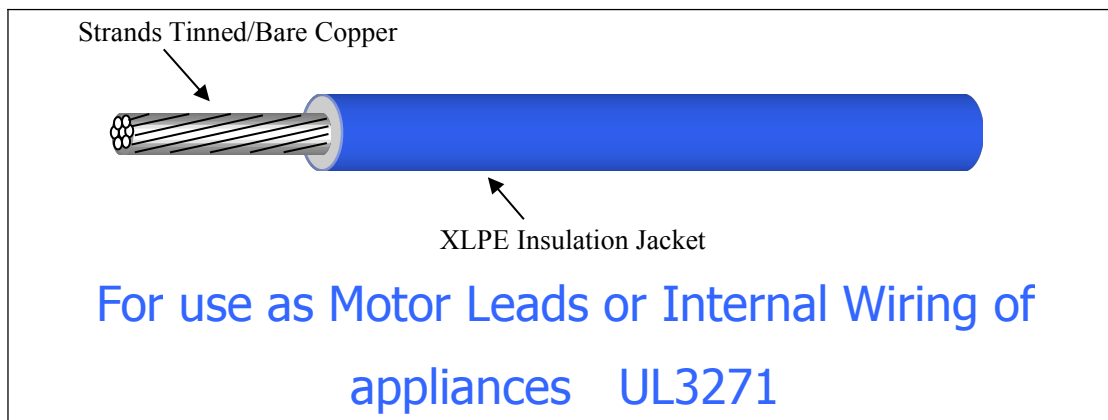 Strands Tinned/Bare Copper
XLPE Insulation Jacket
For use as Motor Leads or Internal Wiring of
appliances UL3271